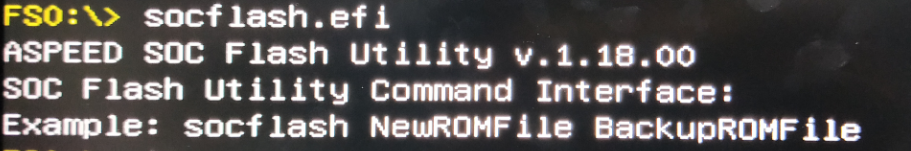 FS0:\> socflash.efi
ASPEED SOC Flash Utility v.1.18.00
SOC Flash Utility Command Interface:
Example: socflash NewROMFile BackupROMFile